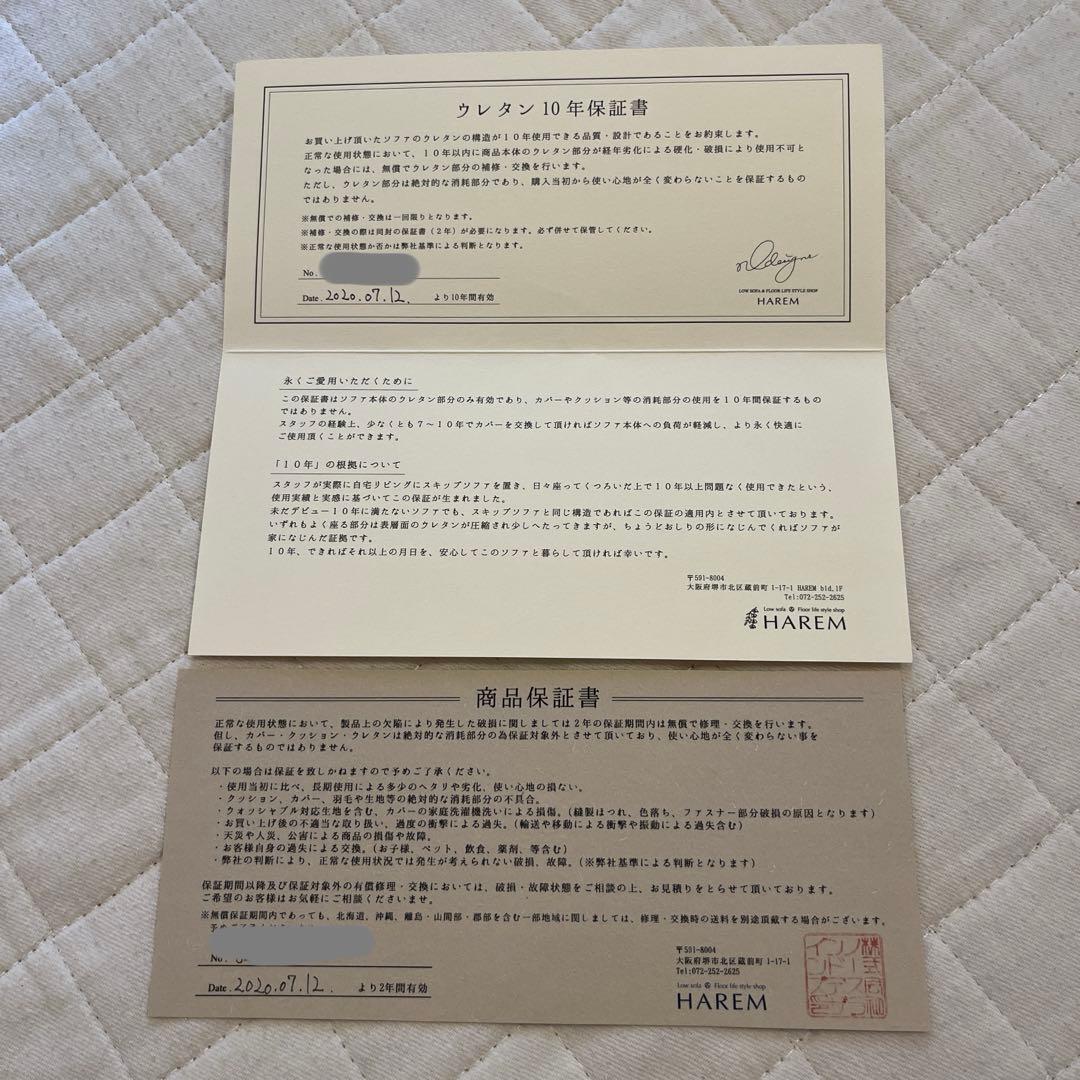 ウレタン10年保証書
お買い上げ頂いたソファのウレタンの構造が10年使用できる品質・設計であることをお約束します。
正常な使用状態において、10年以内に商品本体のウレタン部分が経年劣化による硬化・破損により使用不可と
なった場合には、無償でウレタン部分の補修・交換を行います。
ただし、ウレタン部分は絶対的な消耗部分であり、購入当初から使い心地が全く変わらないことを保証するもの
ではありません。
※無償での補修・交換は一回限りとなります。
※補修・交換の際は同封の保証書（2年）が必要になります。必ず併せて保管してください。
※正常な使用状態か否かは弊社基準による判断となります。
No.
Date. 2020.07.12. より10年間有効
LOW SOFA & FLOOR LIFE STYLE SHOP
HAREM
永くご愛用いただくために
この保証書はソファ本体のウレタン部分のみ有効であり、カバーやクッション等の消耗部分の使用を10年間保証するもの
ではありません。
スタッフの経験上、少なくとも7～10年でカバーを交換して頂ければソファ本体への負荷が軽減し、より永く快適に
ご使用頂くことができます。
「10年」の根拠について
スタッフが実際に自宅リビングにスキップソファを置き、日々座ってくつろいだ上で10年以上問題なく使用できたという、
使用実績と実感に基づいてこの保証が生まれました。
未だデビュー10年に満たないソファでも、スキップソファと同じ構造であればこの保証の適用内とさせて頂いております。
いずれもよく座る部分は表層面のウレタンが圧縮され少しへたってきますが、ちょうどおしりの形になじんでくればソファが
家になじんだ証拠です。
10年、できればそれ以上の月日を、安心してこのソファと暮らして頂ければ幸いです。
〒591-8004
大阪府堺市北区蔵前町 1-17-1 HAREM bld.1F
Tel:072-252-2625
Low sofa Floor life style shop
HAREM
商品保証書
正常な使用状態において、製品上の欠陥により発生した破損に関しましては2年の保証期間内は無償で修理・交換を行います。
但し、カバー・クッション・ウレタンは絶対的な消耗部分の為保証対象外とさせて頂いており、使い心地が全く変わらない事を
保証するものではありません。
以下の場合は保証を致しかねますので予めご了承ください。
・使用当初に比べ、長期使用による多少のヘタリや劣化、使い心地の損ない。
・クッション、カバー、羽毛や生地等の絶対的な消耗部分の不具合。
・ウォッシャブル対応生地を含む、カバーの家庭洗濯機洗いによる損傷。（縫製はつれ、色落ち、ファスナー部分破損の原因となります）
・お買い上げ後の不適当な取り扱い、過度の衝撃による過失。（輸送や移動による衝撃や振動による過失含む）
・天災や人災、公害による商品の損傷や故障。
・お客様自身の過失による交換。（お子様、ペット、飲食、薬剤、等含む）
・弊社の判断により、正常な使用状況では発生が考えられない破損、故障。（※弊社基準による判断となります）
保証期間以降及び保証対象外の有償修理・交換においては、破損・故障状態をご相談の上、お見積りをとらせて頂いております。
ご希望のお客様はお気軽にご相談くださいませ。
※無償保証期間内であっても、北海道、沖縄、離島・山間部・郡部を含む一部地域に関しましては、修理・交換時の送料を別途頂戴する場合がございます。
No.
Date. 2020.07.12. より2年間有効
〒591-8004
大阪府堺市北区蔵前町 1-17-1
Tel:072-252-2625
Low sofa Floor life style shop
HAREM